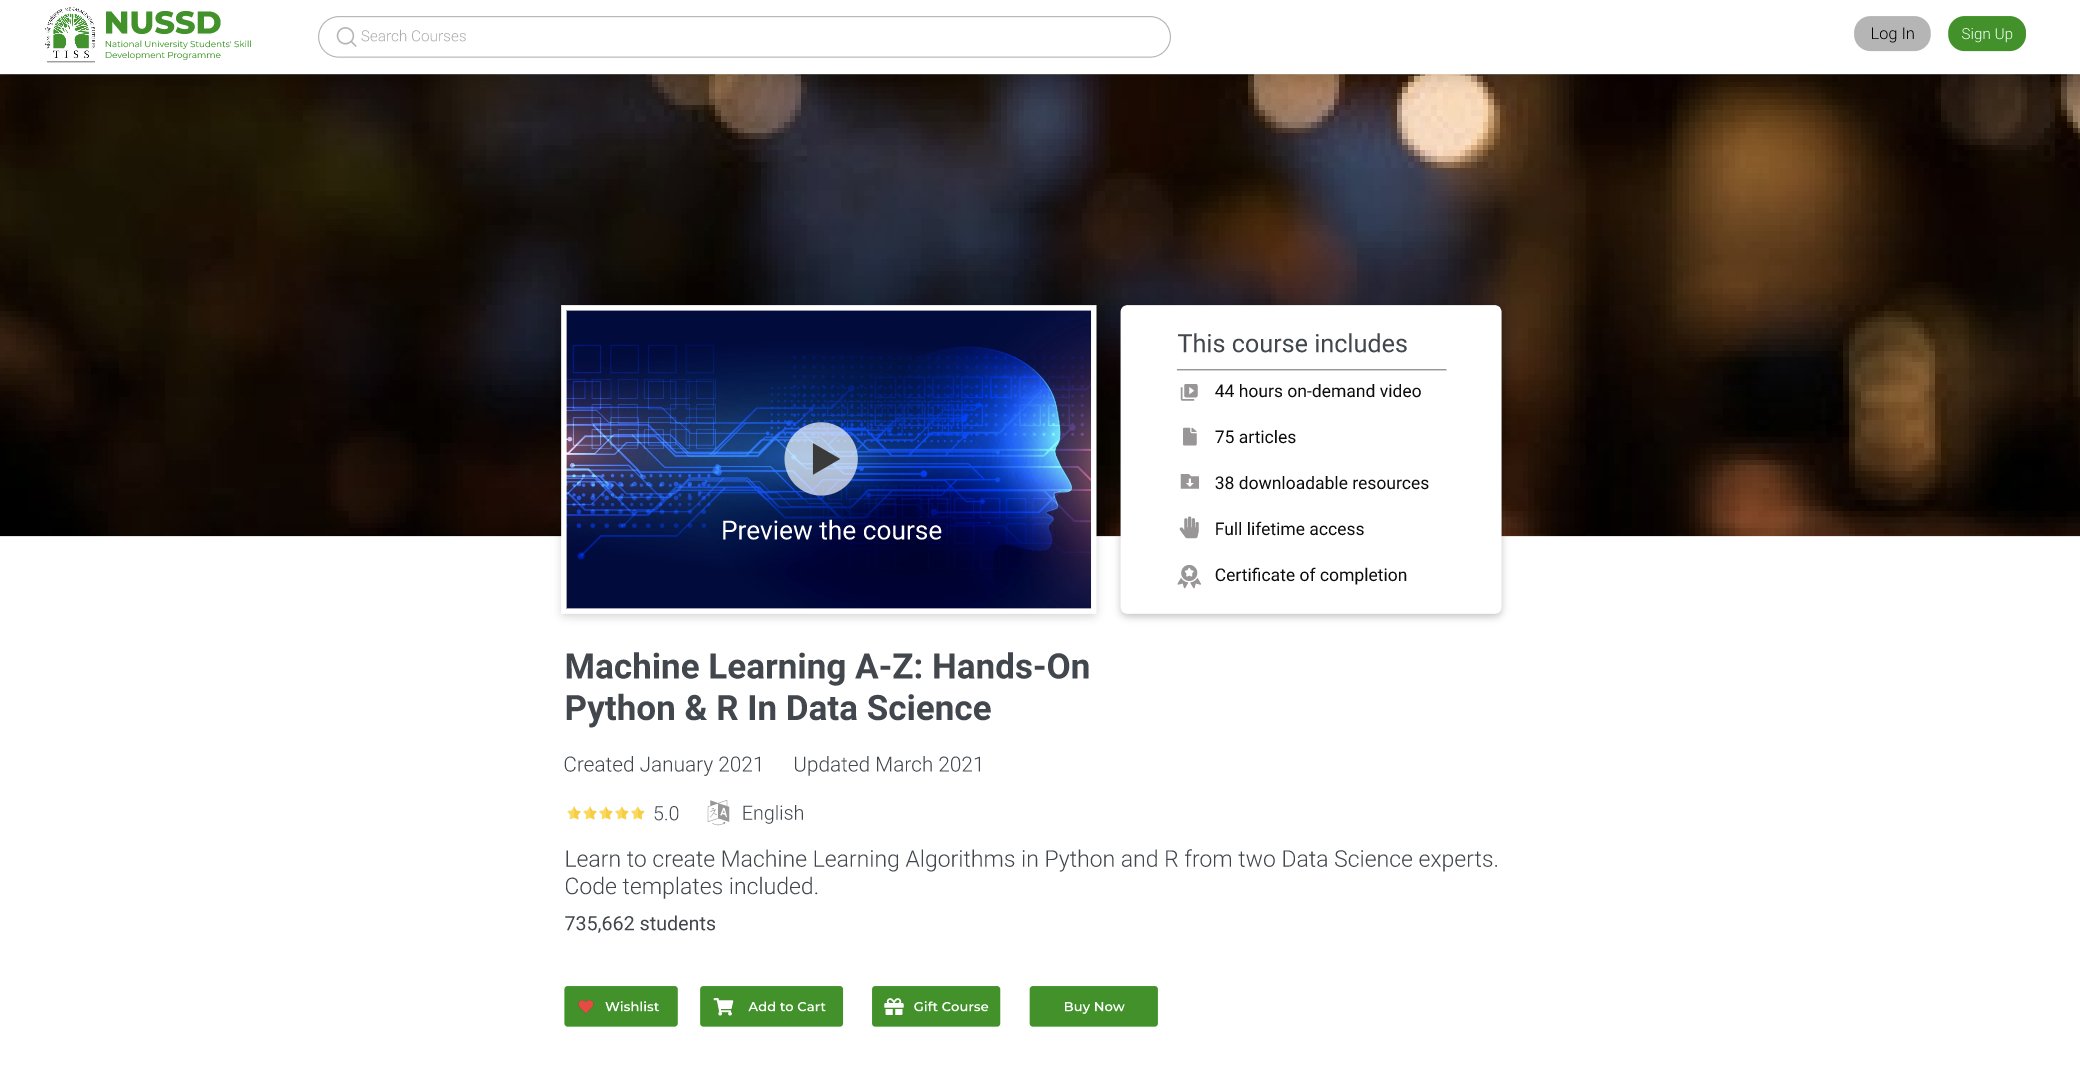 NUSSD
National University Students' Skill
Development Programme
TISS
Search Courses
Log In
Sign Up
Preview the course
This course includes
44 hours on-demand video
75 articles
38 downloadable resources
Full lifetime access
Certificate of completion
Machine Learning A-Z: Hands-On
Python & R In Data Science
Created January 2021 Updated March 2021
5.0 English
Learn to create Machine Learning Algorithms in Python and R from two Data Science experts.
Code templates included.
735,662 students
Wishlist
Add to Cart
Gift Course
Buy Now